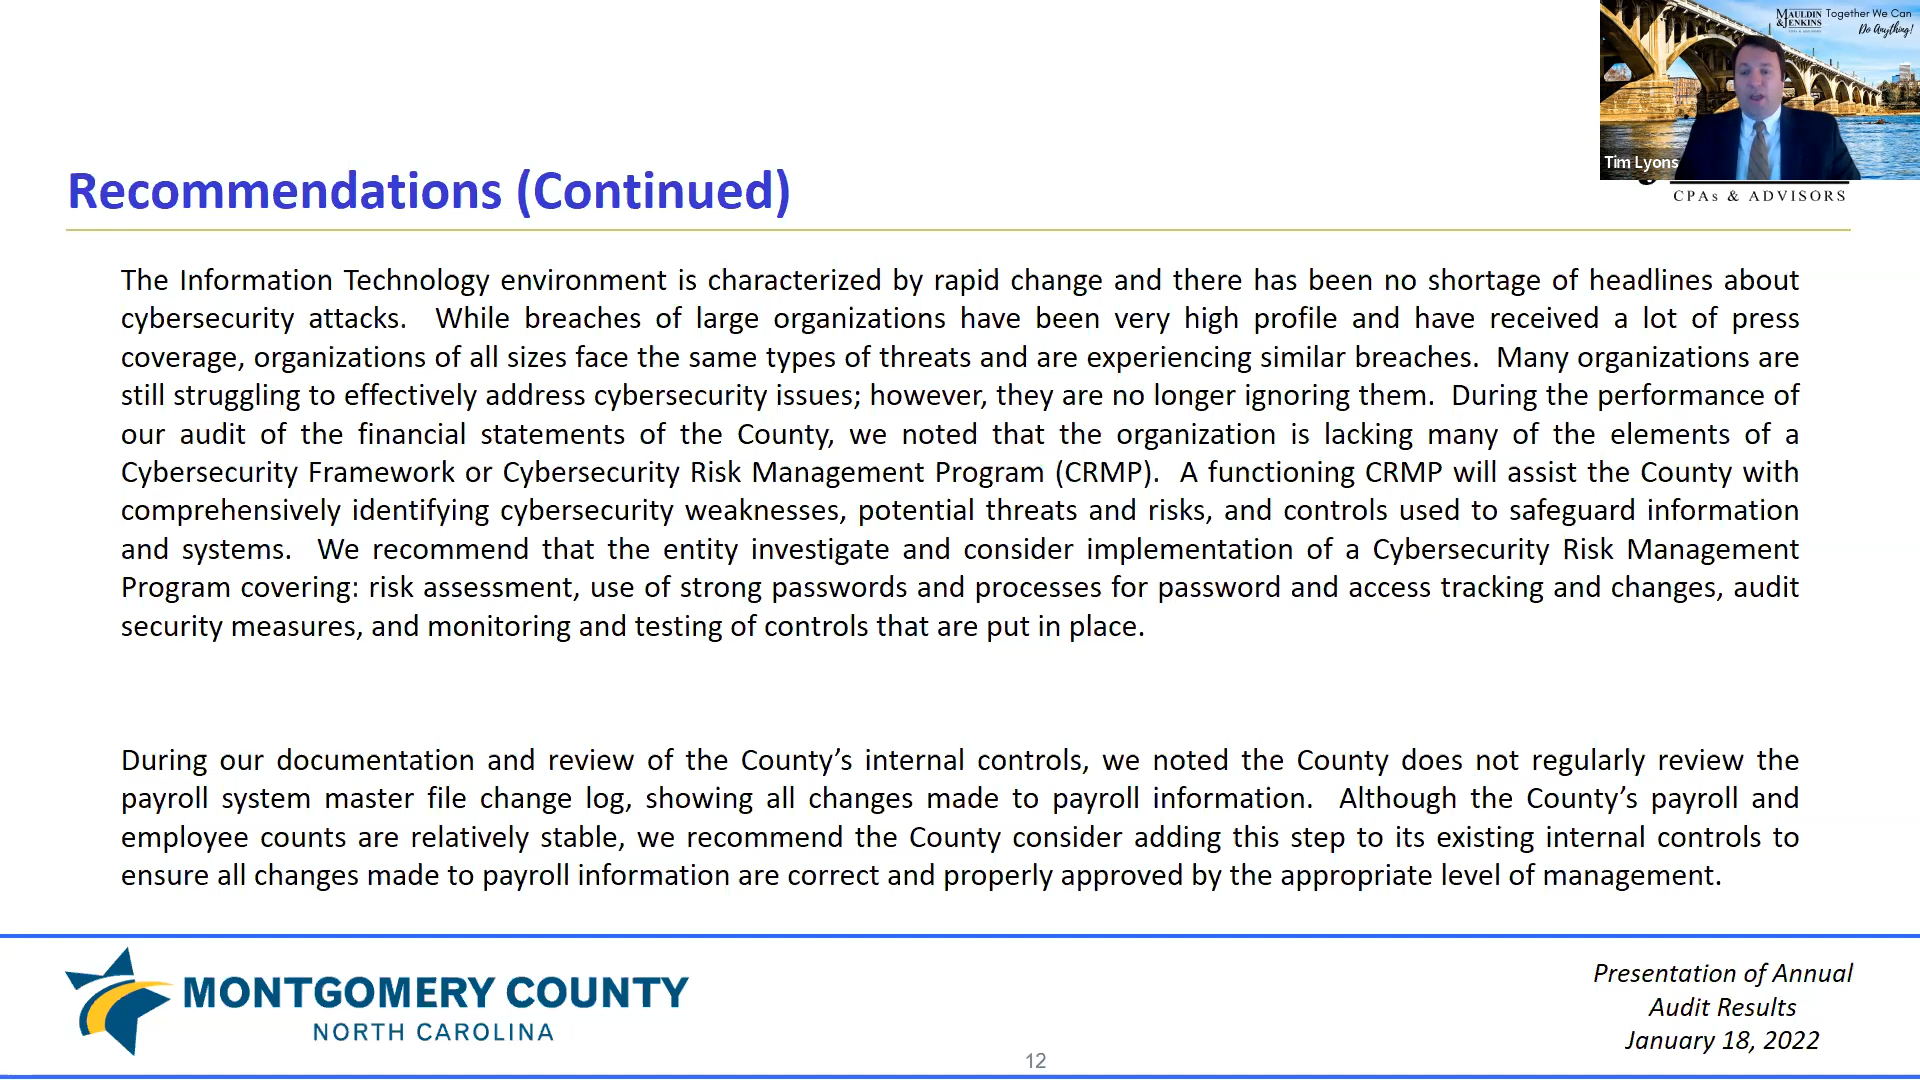 MAULDIN
& JENKINS
CPAs & ADVISORS
Together We Can
Do Anything!
Tim Lyons
CPAs & ADVISORS
Recommendations (Continued)
The Information Technology environment is characterized by rapid change and there has been no shortage of headlines about
cybersecurity attacks.  While breaches of large organizations have been very high profile and have received a lot of press
coverage, organizations of all sizes face the same types of threats and are experiencing similar breaches.  Many organizations are
still struggling to effectively address cybersecurity issues; however, they are no longer ignoring them.  During the performance of
our audit of the financial statements of the County, we noted that the organization is lacking many of the elements of a
Cybersecurity Framework or Cybersecurity Risk Management Program (CRMP).  A functioning CRMP will assist the County with
comprehensively identifying cybersecurity weaknesses, potential threats and risks, and controls used to safeguard information
and systems.  We recommend that the entity investigate and consider implementation of a Cybersecurity Risk Management
Program covering: risk assessment, use of strong passwords and processes for password and access tracking and changes, audit
security measures, and monitoring and testing of controls that are put in place.
During our documentation and review of the County’s internal controls, we noted the County does not regularly review the
payroll system master file change log, showing all changes made to payroll information.  Although the County’s payroll and
employee counts are relatively stable, we recommend the County consider adding this step to its existing internal controls to
ensure all changes made to payroll information are correct and properly approved by the appropriate level of management.
MONTGOMERY COUNTY
NORTH CAROLINA
12
Presentation of Annual
Audit Results
January 18, 2022